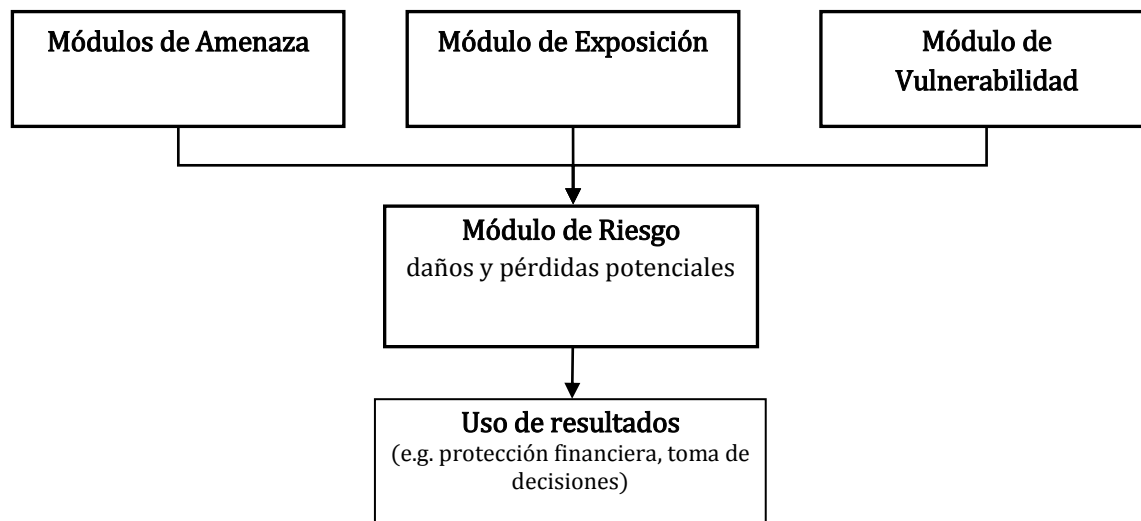 Módulos de Amenaza
Módulo de Exposición
Módulo de
Vulnerabilidad
Módulo de Riesgo
daños y pérdidas potenciales
Uso de resultados
(e.g. protección financiera, toma de
decisiones)